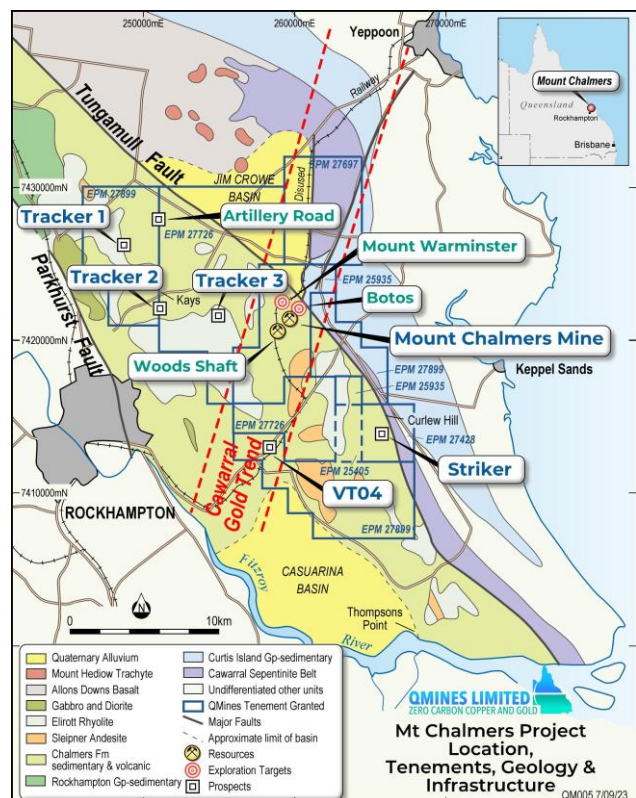 250000mE
260000mE
270000mE
Yeppoon
Mount Chalmers
Queensland
Rockhampton
Brisbane
Railway
Tungamull Fault
JIM CROWE
BASIN
Disused
EPM 27697
7430000mN
EPM 27899
Tracker 1
Artillery Road
EPM 27726
Mount Warminster
Tracker 2
Tracker 3
EPM 25935
Kays
Botos
Parkhurst Fault
Mount Chalmers Mine
7420000mN
Woods Shaft
Keppel Sands
EPM 27899
EPM 25935
EPM 27726
Curlew Hill
EPM 27428
Cawarral
Gold Trend
EPM 25405
Striker
VT04
7410000mN
ROCKHAMPTON
EPM 27899
Fitzroy
River
CASUARINA
BASIN
Thompsons
Point
N
0
10km
Quaternary Alluvium
Mount Hediow Trachyte
Allons Downs Basalt
Gabbro and Diorite
Elirott Rhyolite
Sleipner Andesite
Chalmers Fm
sedimentary & volcanic
Rockhampton Gp-sedimentary
Curtis Island Gp-sedimentary
Cawarral Sepentinite Belt
Undifferentiated other units
QMines Tenement Granted
Major Faults
Approximate limit of basin
Resources
Exploration Targets
Prospects
QMINES LIMITED
ZERO CARBON COPPER AND GOLD
Mt Chalmers Project
Location,
Tenements, Geology &
Infrastructure
QM005 7/09/23